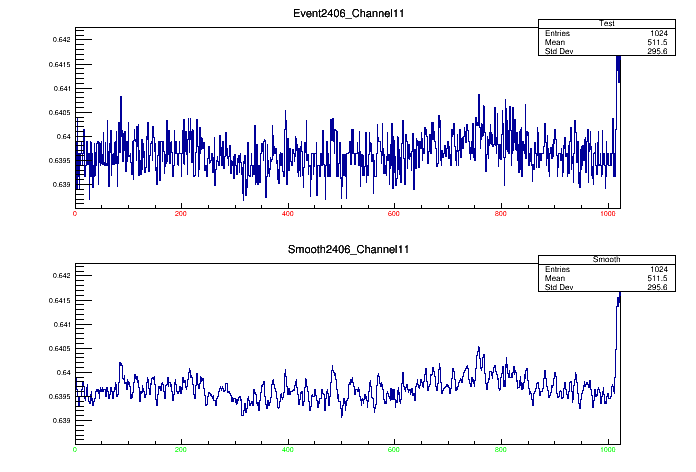 Event2406_Channel11
Test
Entries 1024
Mean 511.5
Std Dev 295.6
0.642
0.6415
0.641
0.6405
0.64
0.6395
0.639
0 200 400 600 800 1000
Smooth2406_Channel11
Smooth
Entries 1024
Mean 511.5
Std Dev 295.6
0.642
0.6415
0.641
0.6405
0.64
0.6395
0.639
0 200 400 600 800 1000